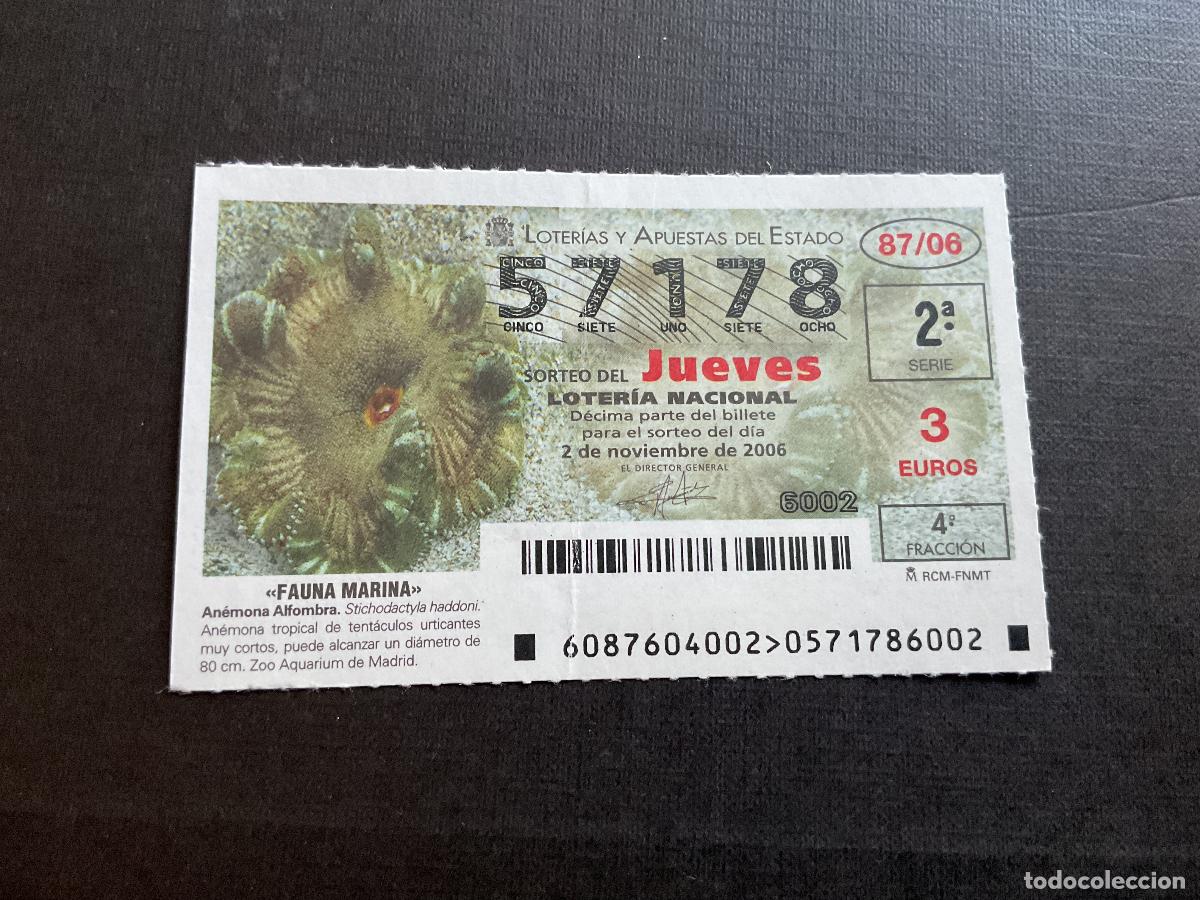 LOTERÍAS Y APUESTAS DEL ESTADO
87/06
57178
CINCO SIETE UNO SIETE OCHO
2ª
SERIE
SORTEO DEL Jueves
LOTERÍA NACIONAL
Décima parte del billete
para el sorteo del día
2 de noviembre de 2006
EL DIRECTOR GENERAL
3
EUROS
6002
4ª
FRACCIÓN
M RCM-FNMT
«FAUNA MARINA»
Anémona Alfombra. Stichodactyla haddoni.
Anémona tropical de tentáculos urticantes
muy cortos, puede alcanzar un diámetro de
80 cm. Zoo Aquarium de Madrid.
6087604002>0571786002
todocoleccion